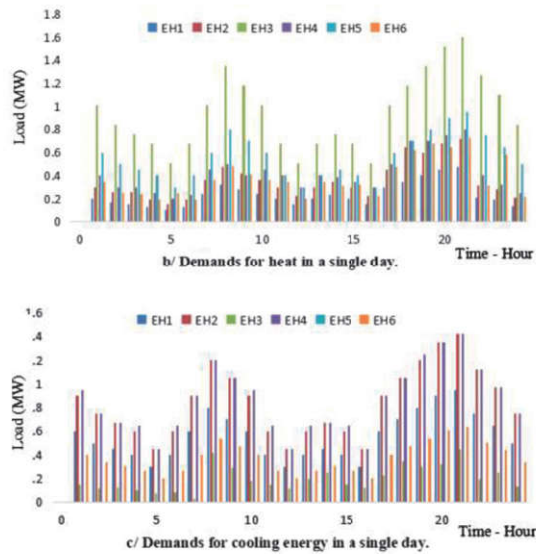 1.8
EH1 EH2 EH3 EH4 EH5 EH6
1.6
1.4
1.2
1
0.8
0.6
0.4
0.2
0
Load (MW)
0 5 10 15 20
Time - Hour
b/ Demands for heat in a single day.
.6
EH1 EH2 EH3 EH4 EH5 EH6
.4
.2
1
.8
.6
.4
.2
0
Load (MW)
0 10 20
Time - Hour
c/ Demands for cooling energy in a single day.